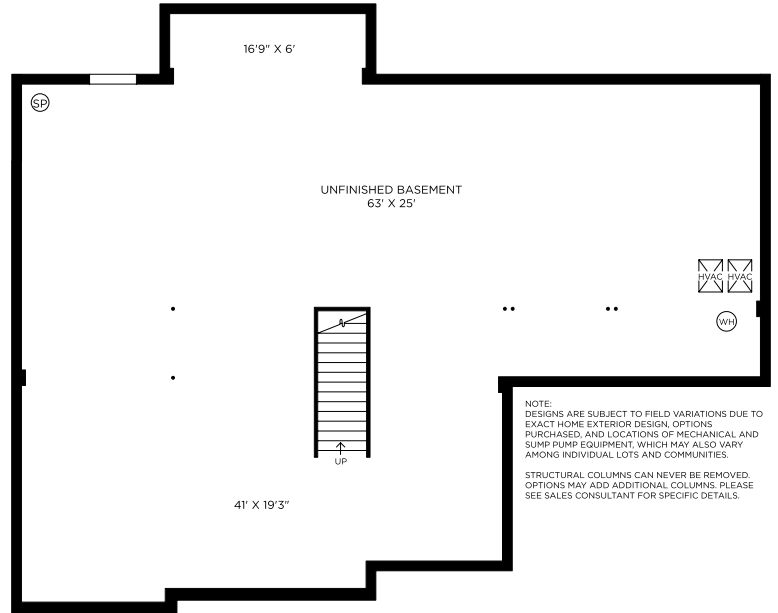 16'9" X 6'
SP
UNFINISHED BASEMENT
63' X 25'
HVAC HVAC
WH
NOTE:
DESIGNS ARE SUBJECT TO FIELD VARIATIONS DUE TO
EXACT HOME EXTERIOR DESIGN, OPTIONS
PURCHASED, AND LOCATIONS OF MECHANICAL AND
SUMP PUMP EQUIPMENT, WHICH MAY ALSO VARY
AMONG INDIVIDUAL LOTS AND COMMUNITIES.
STRUCTURAL COLUMNS CAN NEVER BE REMOVED.
OPTIONS MAY ADD ADDITIONAL COLUMNS. PLEASE
SEE SALES CONSULTANT FOR SPECIFIC DETAILS.
UP
41' X 19'3"